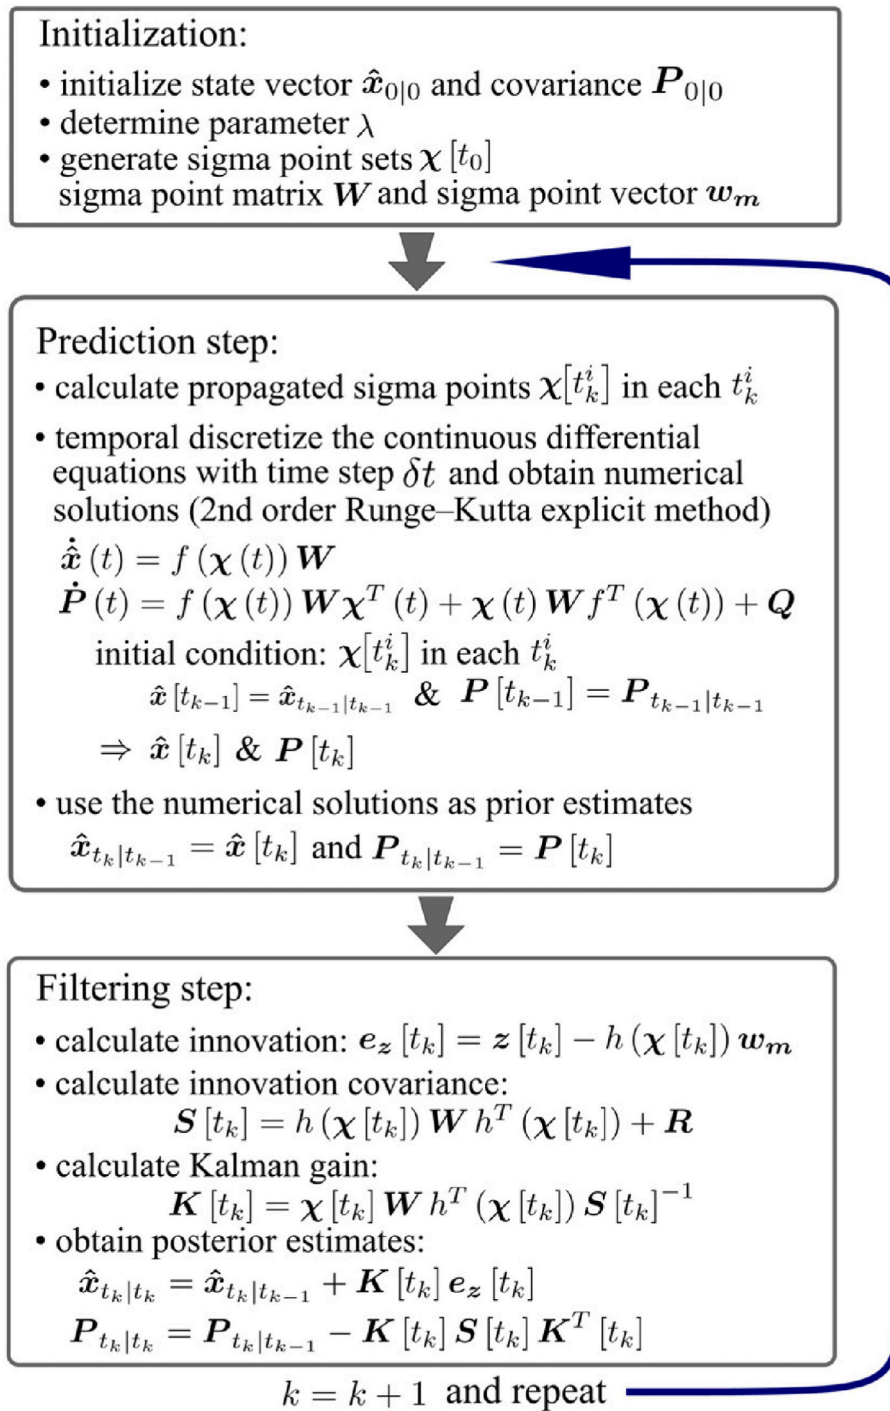 Initialization:
• initialize state vector x̂₀|₀ and covariance P₀|₀
• determine parameter λ
• generate sigma point sets χ [t₀]
sigma point matrix W and sigma point vector wₘ
Prediction step:
• calculate propagated sigma points χ[t_k^i] in each t_k^i
• temporal discretize the continuous differential
equations with time step δt and obtain numerical
solutions (2nd order Runge–Kutta explicit method)
\dot{x̂} (t) = f (χ (t)) W
Ṗ (t) = f (χ (t)) Wχ^T (t) + χ (t) W f^T (χ (t)) + Q
initial condition: χ[t_k^i] in each t_k^i
x̂ [t_{k−1}] = x̂_{t_{k−1}|t_{k−1}} & P [t_{k−1}] = P_{t_{k−1}|t_{k−1}}
⇒ x̂ [t_k] & P [t_k]
• use the numerical solutions as prior estimates
x̂_{t_k|t_{k−1}} = x̂ [t_k] and P_{t_k|t_{k−1}} = P [t_k]
Filtering step:
• calculate innovation: e_z [t_k] = z [t_k] − h (χ [t_k]) w_m
• calculate innovation covariance:
S [t_k] = h (χ [t_k]) W h^T (χ [t_k]) + R
• calculate Kalman gain:
K [t_k] = χ [t_k] W h^T (χ [t_k]) S [t_k]^{−1}
• obtain posterior estimates:
x̂_{t_k|t_k} = x̂_{t_k|t_{k−1}} + K [t_k] e_z [t_k]
P_{t_k|t_k} = P_{t_k|t_{k−1}} − K [t_k] S [t_k] K^T [t_k]
k = k + 1 and repeat